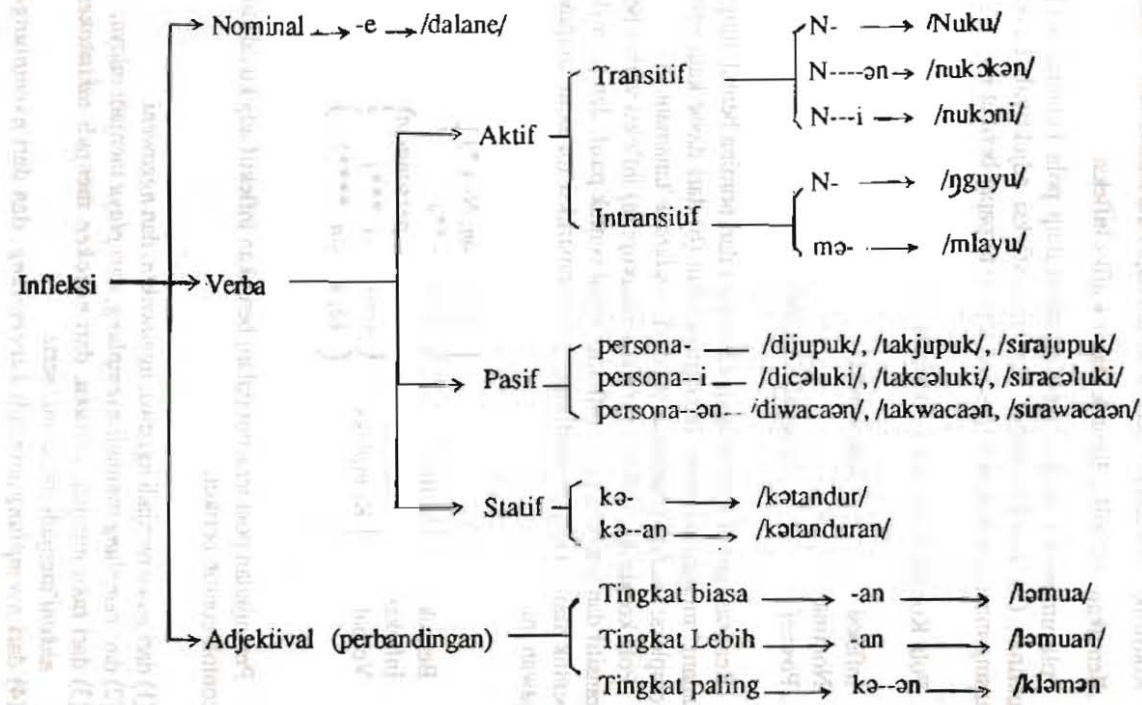 Nominal → -e → /dalane/
N- → /Nuku/
Transitif N----ən → /nukɔkən/
N---i → /nukɔni/
Aktif
N- → /ŋguyu/
Intransitif
mə- → /mlayu/
Infleksi → Verba
persona- — /dijupuk/, /takjupuk/, /sirajupuk/
Pasif persona--i — /dicəluki/, /takcəluki/, /siracəluki/
persona--ən-- /diwacaən/, /takwacaən, /sirawacaən/
Statif kə- → /kətandur/
kə--an → /kətanduran/
Tingkat biasa → -an → /ləmua/
Adjektival (perbandingan) Tingkat Lebih → -an → /ləmuan/
Tingkat paling → kə--ən → /kləmən